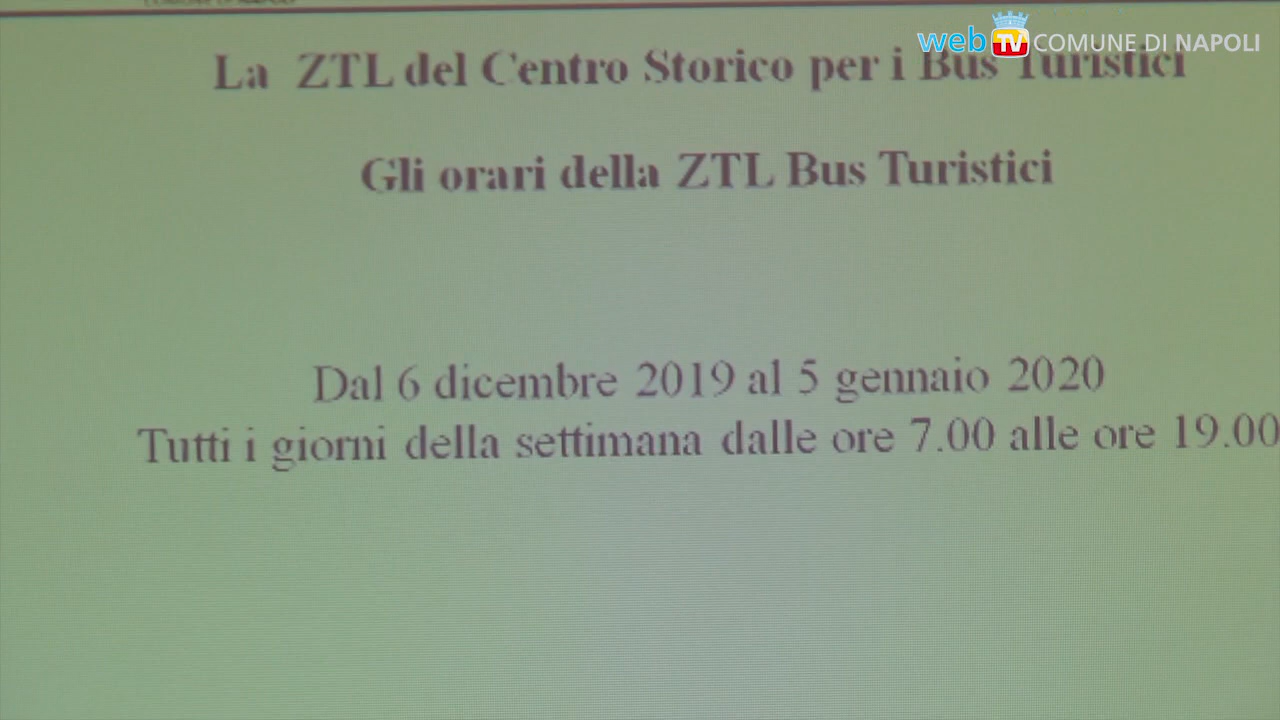 web TV COMUNE DI NAPOLI
La ZTL del Centro Storico per i Bus Turistici
Gli orari della ZTL Bus Turistici
Dal 6 dicembre 2019 al 5 gennaio 2020
Tutti i giorni della settimana dalle ore 7.00 alle ore 19.00